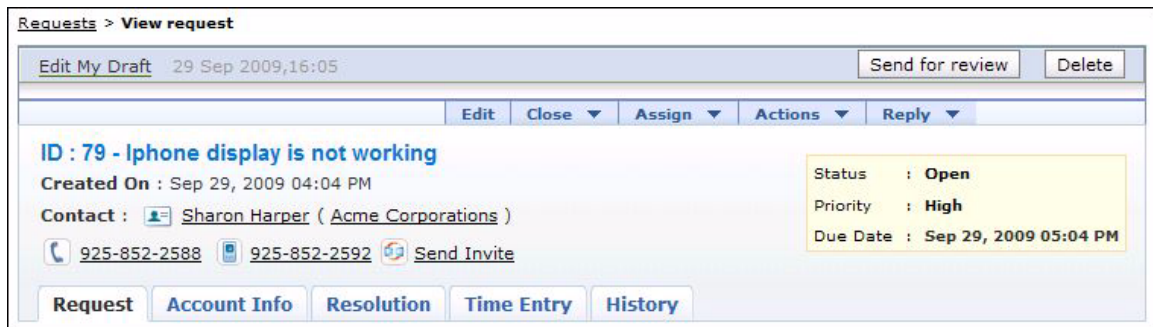 Requests > View request
Edit My Draft 29 Sep 2009,16:05 Send for review Delete
Edit Close Assign Actions Reply
ID : 79 - Iphone display is not working
Created On : Sep 29, 2009 04:04 PM
Contact : Sharon Harper ( Acme Corporations )
925-852-2588 925-852-2592 Send Invite
Status : Open
Priority : High
Due Date : Sep 29, 2009 05:04 PM
Request Account Info Resolution Time Entry History